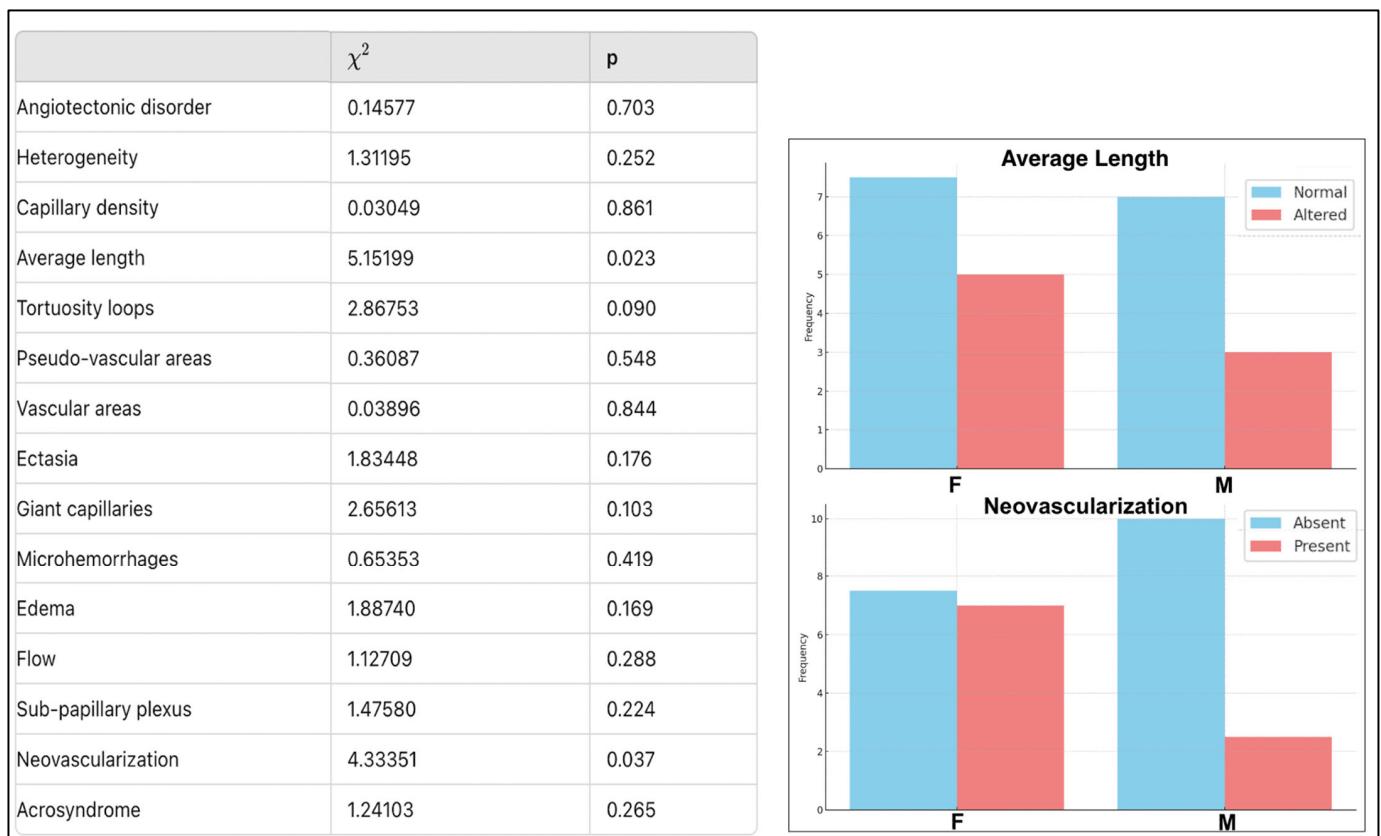 χ² p
Angiotectonic disorder 0.14577 0.703
Heterogeneity 1.31195 0.252
Capillary density 0.03049 0.861
Average length 5.15199 0.023
Tortuosity loops 2.86753 0.090
Pseudo-vascular areas 0.36087 0.548
Vascular areas 0.03896 0.844
Ectasia 1.83448 0.176
Giant capillaries 2.65613 0.103
Microhemorrhages 0.65353 0.419
Edema 1.88740 0.169
Flow 1.12709 0.288
Sub-papillary plexus 1.47580 0.224
Neovascularization 4.33351 0.037
Acrosyndrome 1.24103 0.265
Average Length
Normal
Altered
Frequency
7
6
5
4
3
2
1
0
F M
Neovascularization
Absent
Present
Frequency
10
8
6
4
2
0
F M